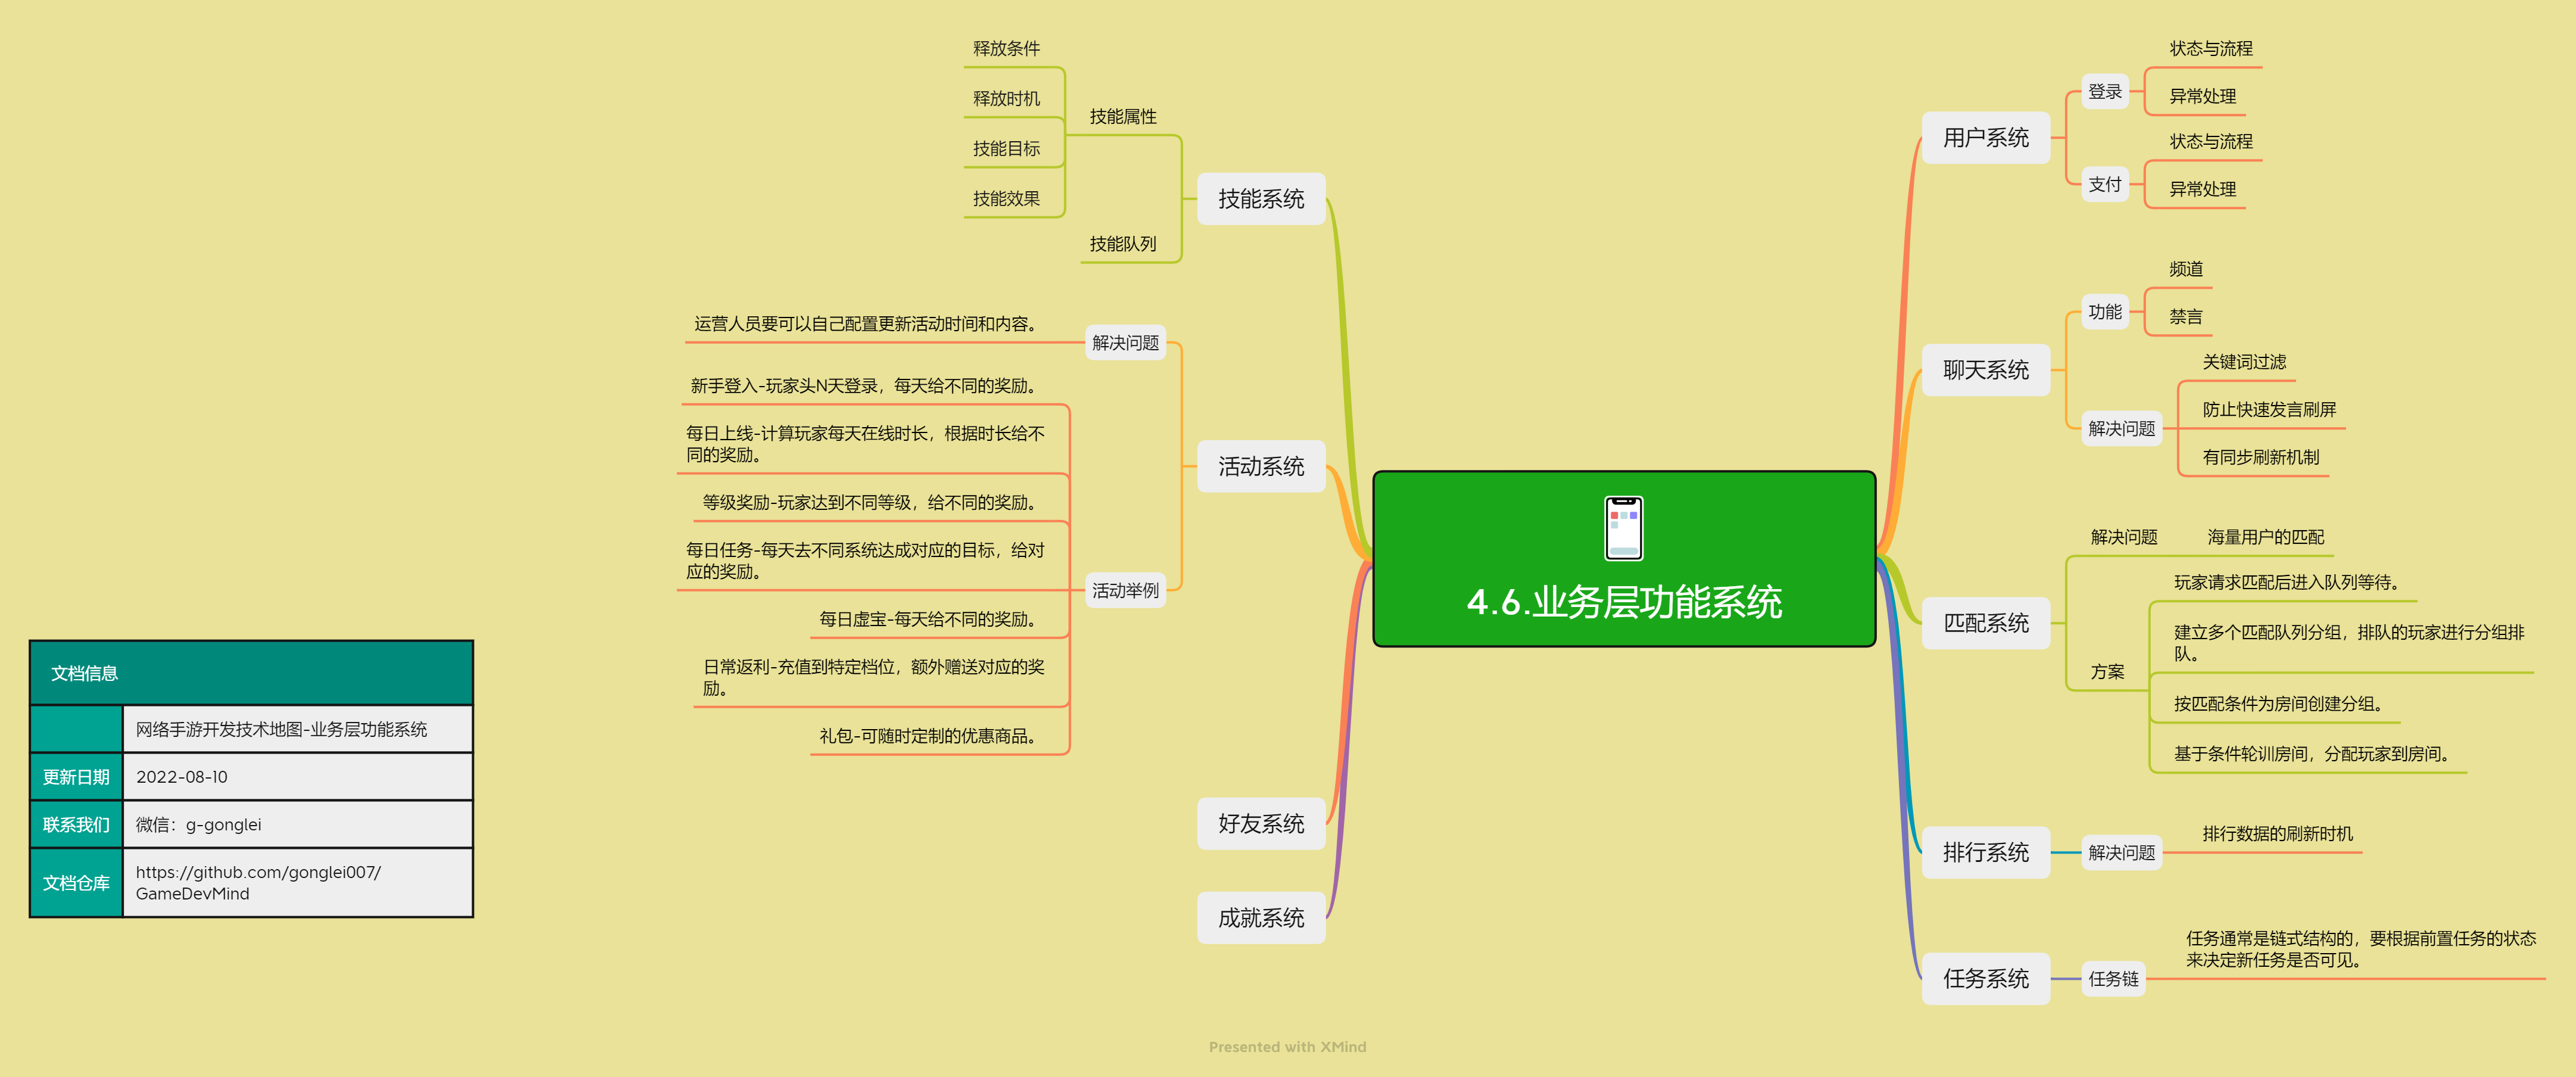 4.6.业务层功能系统
用户系统
登录
状态与流程
异常处理
支付
状态与流程
异常处理
聊天系统
功能
频道
禁言
解决问题
关键词过滤
防止快速发言刷屏
有同步刷新机制
匹配系统
解决问题
海量用户的匹配
方案
玩家请求匹配后进入队列等待。
建立多个匹配队列分组，排队的玩家进行分组排
队。
按匹配条件为房间创建分组。
基于条件轮训房间，分配玩家到房间。
排行系统
解决问题
排行数据的刷新时机
任务系统
任务链
任务通常是链式结构的，要根据前置任务的状态
来决定新任务是否可见。
技能系统
技能属性
释放条件
释放时机
技能目标
技能效果
技能队列
活动系统
解决问题
运营人员要可以自己配置更新活动时间和内容。
活动举例
新手登入-玩家头N天登录，每天给不同的奖励。
每日上线-计算玩家每天在线时长，根据时长给不
同的奖励。
等级奖励-玩家达到不同等级，给不同的奖励。
每日任务-每天去不同系统达成对应的目标，给对
应的奖励。
每日虚宝-每天给不同的奖励。
日常返利-充值到特定档位，额外赠送对应的奖
励。
礼包-可随时定制的优惠商品。
好友系统
成就系统
文档信息
网络手游开发技术地图-业务层功能系统
更新日期
2022-08-10
联系我们
微信：g-gonglei
文档仓库
https://github.com/gonglei007/
GameDevMind
Presented with XMind